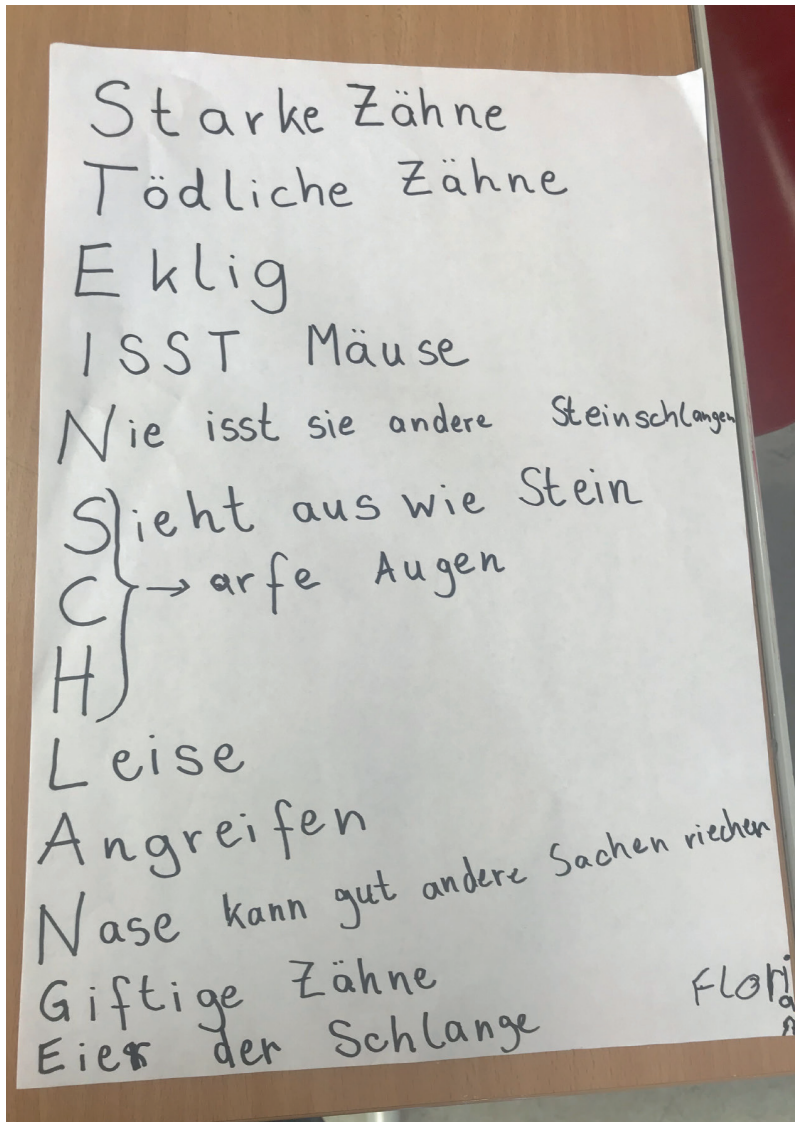 Starke Zähne
Tödliche Zähne
Eklig
ISST Mäuse
Nie isst sie andere Steinschlangen
Sieht aus wie Stein
C → arfe Augen
H
Leise
Angreifen
Nase kann gut andere Sachen riechen
Giftige Zähne
Eier der Schlange
Florian